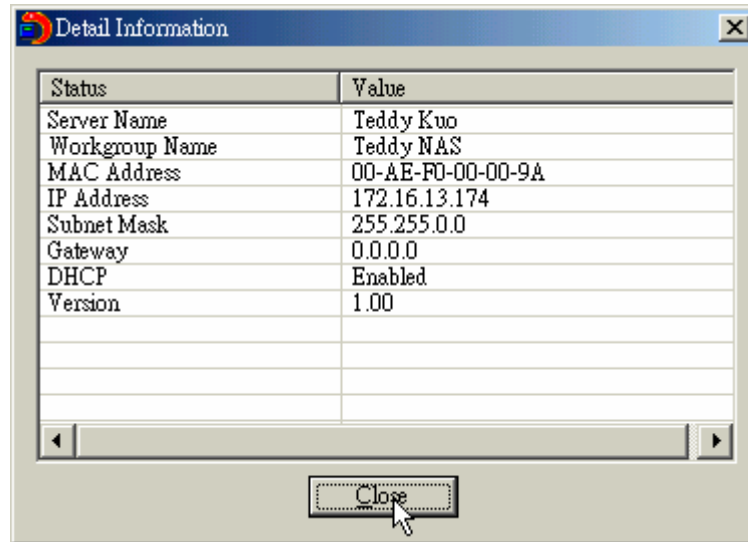 Detail Information
Status Value
Server Name Teddy Kuo
Workgroup Name Teddy NAS
MAC Address 00-AE-F0-00-00-9A
IP Address 172.16.13.174
Subnet Mask 255.255.0.0
Gateway 0.0.0.0
DHCP Enabled
Version 1.00
Close